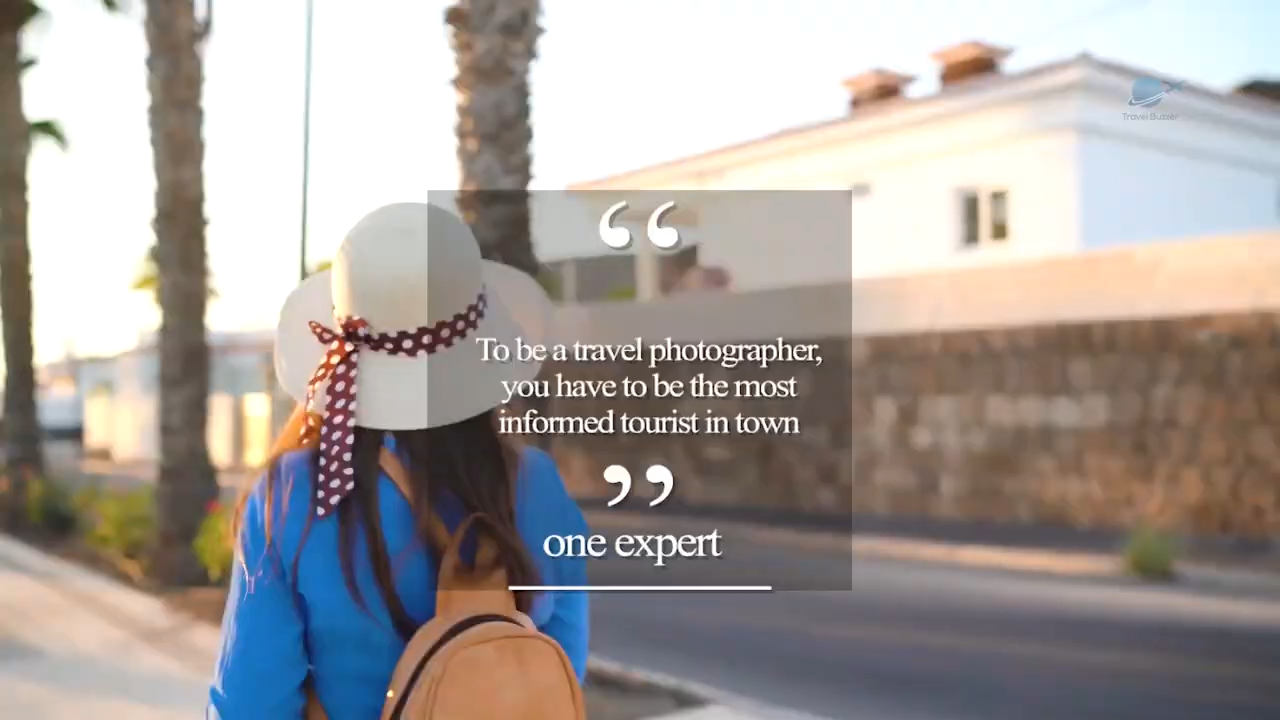 Travel Buzzer
“
To be a travel photographer,
you have to be the most
informed tourist in town
”
one expert